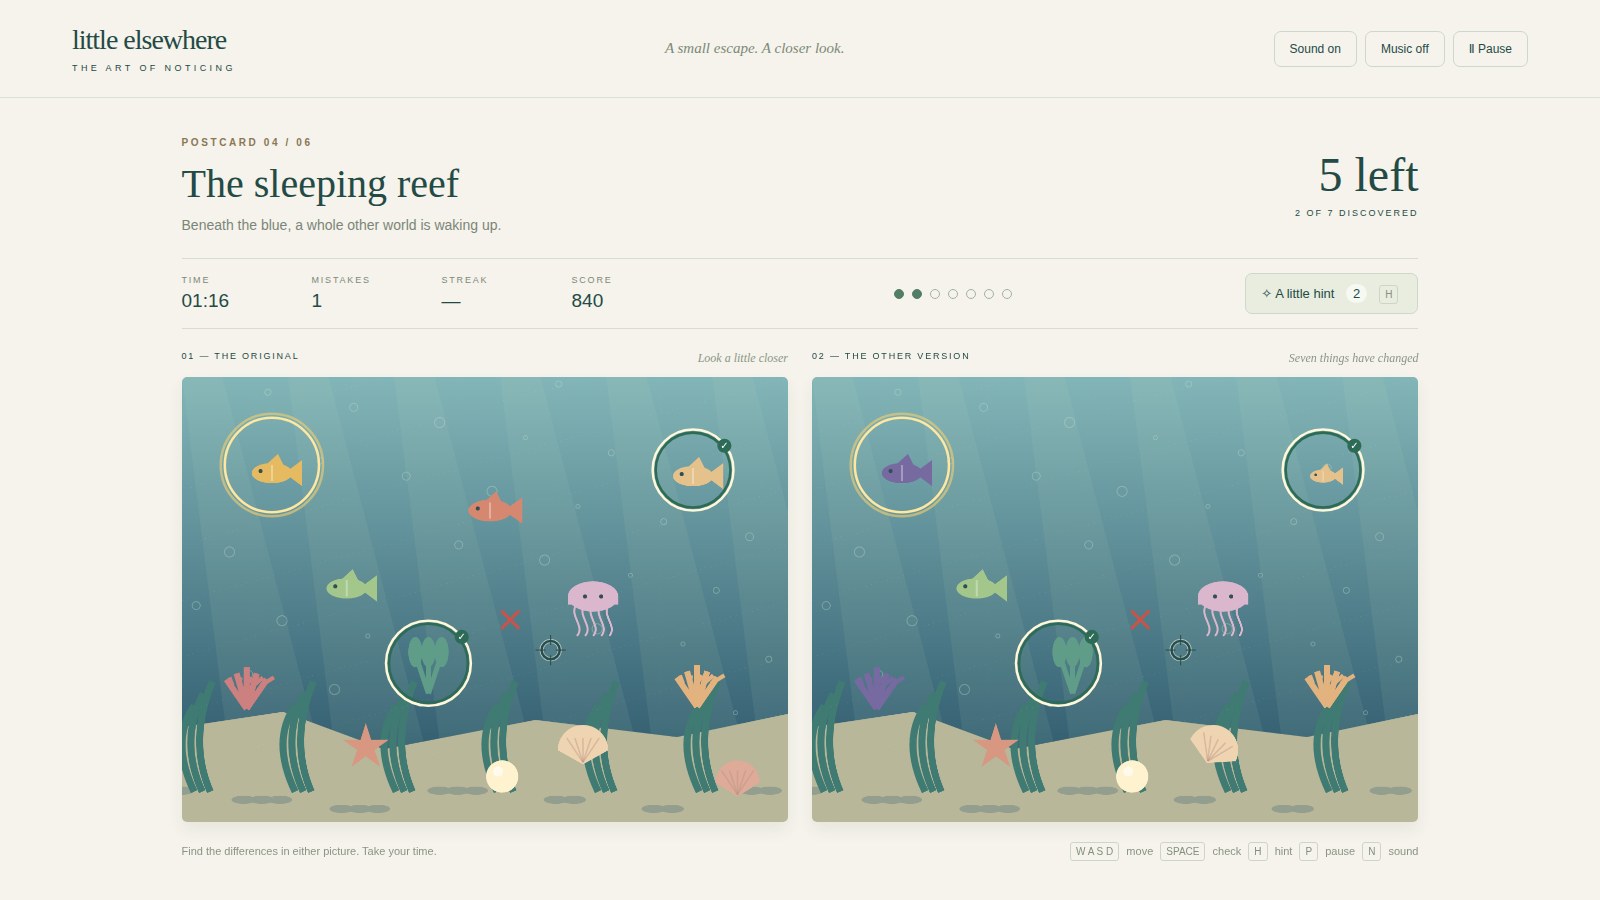 little elsewhere
THE ART OF NOTICING
A small escape. A closer look.
Sound on
Music off
Ⅱ Pause
POSTCARD 04 / 06
The sleeping reef
Beneath the blue, a whole other world is waking up.
5 left
2 OF 7 DISCOVERED
TIME
01:16
MISTAKES
1
STREAK
—
SCORE
840
✧ A little hint 2 H
01 — THE ORIGINAL
Look a little closer
02 — THE OTHER VERSION
Seven things have changed
Find the differences in either picture. Take your time.
W A S D move SPACE check H hint P pause N sound